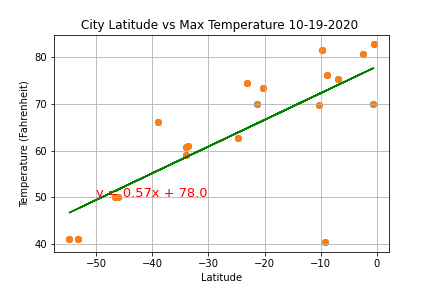 City Latitude vs Max Temperature 10-19-2020
Temperature (Fahrenheit)
80
70
60
50
40
y = 0.57x + 78.0
−50
−40
−30
−20
−10
0
Latitude